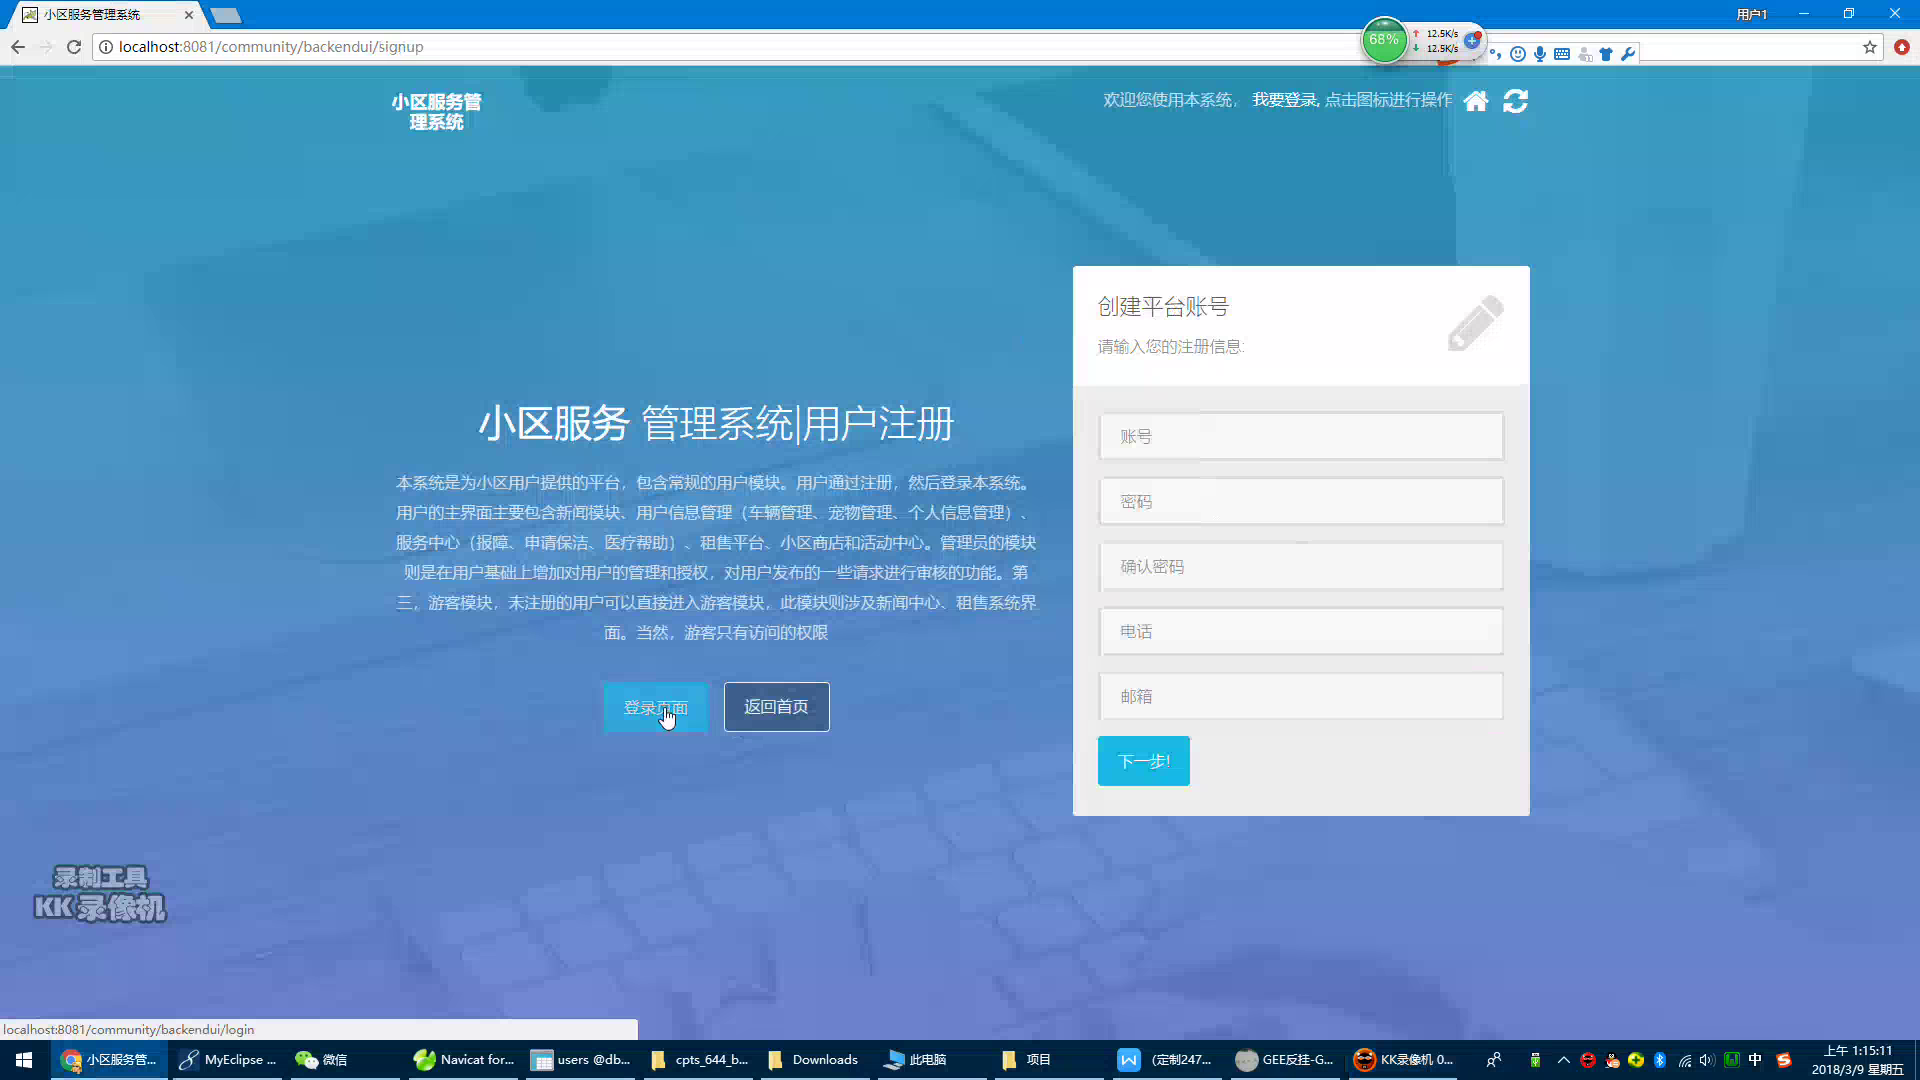 小区服务管理系统
用户1
localhost:8081/community/backendui/signup
68%
12.5K/s
12.5K/s
小区服务管
理系统
欢迎您使用本系统， 我要登录, 点击图标进行操作
创建平台账号
请输入您的注册信息:
小区服务 管理系统|用户注册
本系统是为小区用户提供的平台，包含常规的用户模块。用户通过注册，然后登录本系统。
用户的主界面主要包含新闻模块、用户信息管理（车辆管理、宠物管理、个人信息管理）、
服务中心（报障、申请保洁、医疗帮助）、租售平台、小区商店和活动中心。管理员的模块
则是在用户基础上增加对用户的管理和授权，对用户发布的一些请求进行审核的功能。第
三，游客模块，未注册的用户可以直接进入游客模块，此模块则涉及新闻中心、租售系统界
面。当然，游客只有访问的权限
登录页面
返回首页
账号
密码
确认密码
电话
邮箱
下一步!
录制工具
KK 录像机
localhost:8081/community/backendui/login
小区服务管...
MyEclipse ...
微信
Navicat for...
users @db...
cpts_644_b...
Downloads
此电脑
项目
（定制247...
GEE反挂-G...
KK录像机 0...
中
上午 1:15:11
2018/3/9 星期五